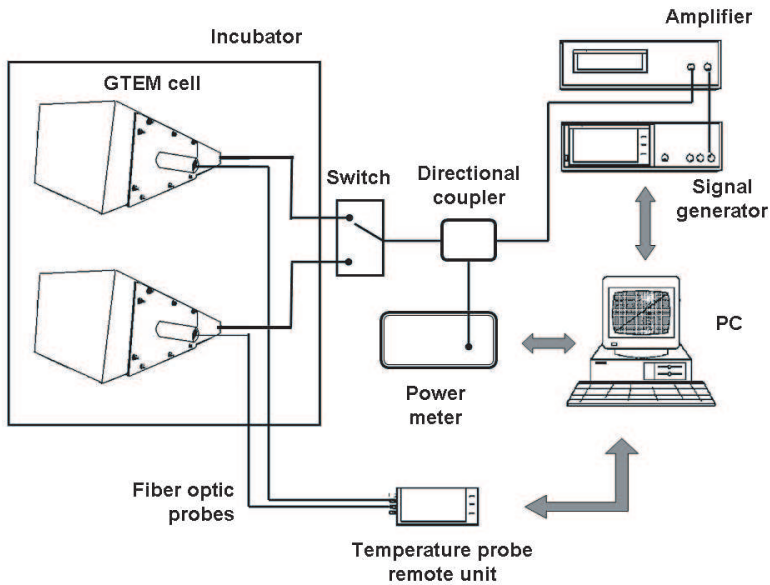 Amplifier
Incubator
GTEM cell
Switch
Directional
coupler
Signal
generator
PC
Power
meter
Fiber optic
probes
Temperature probe
remote unit